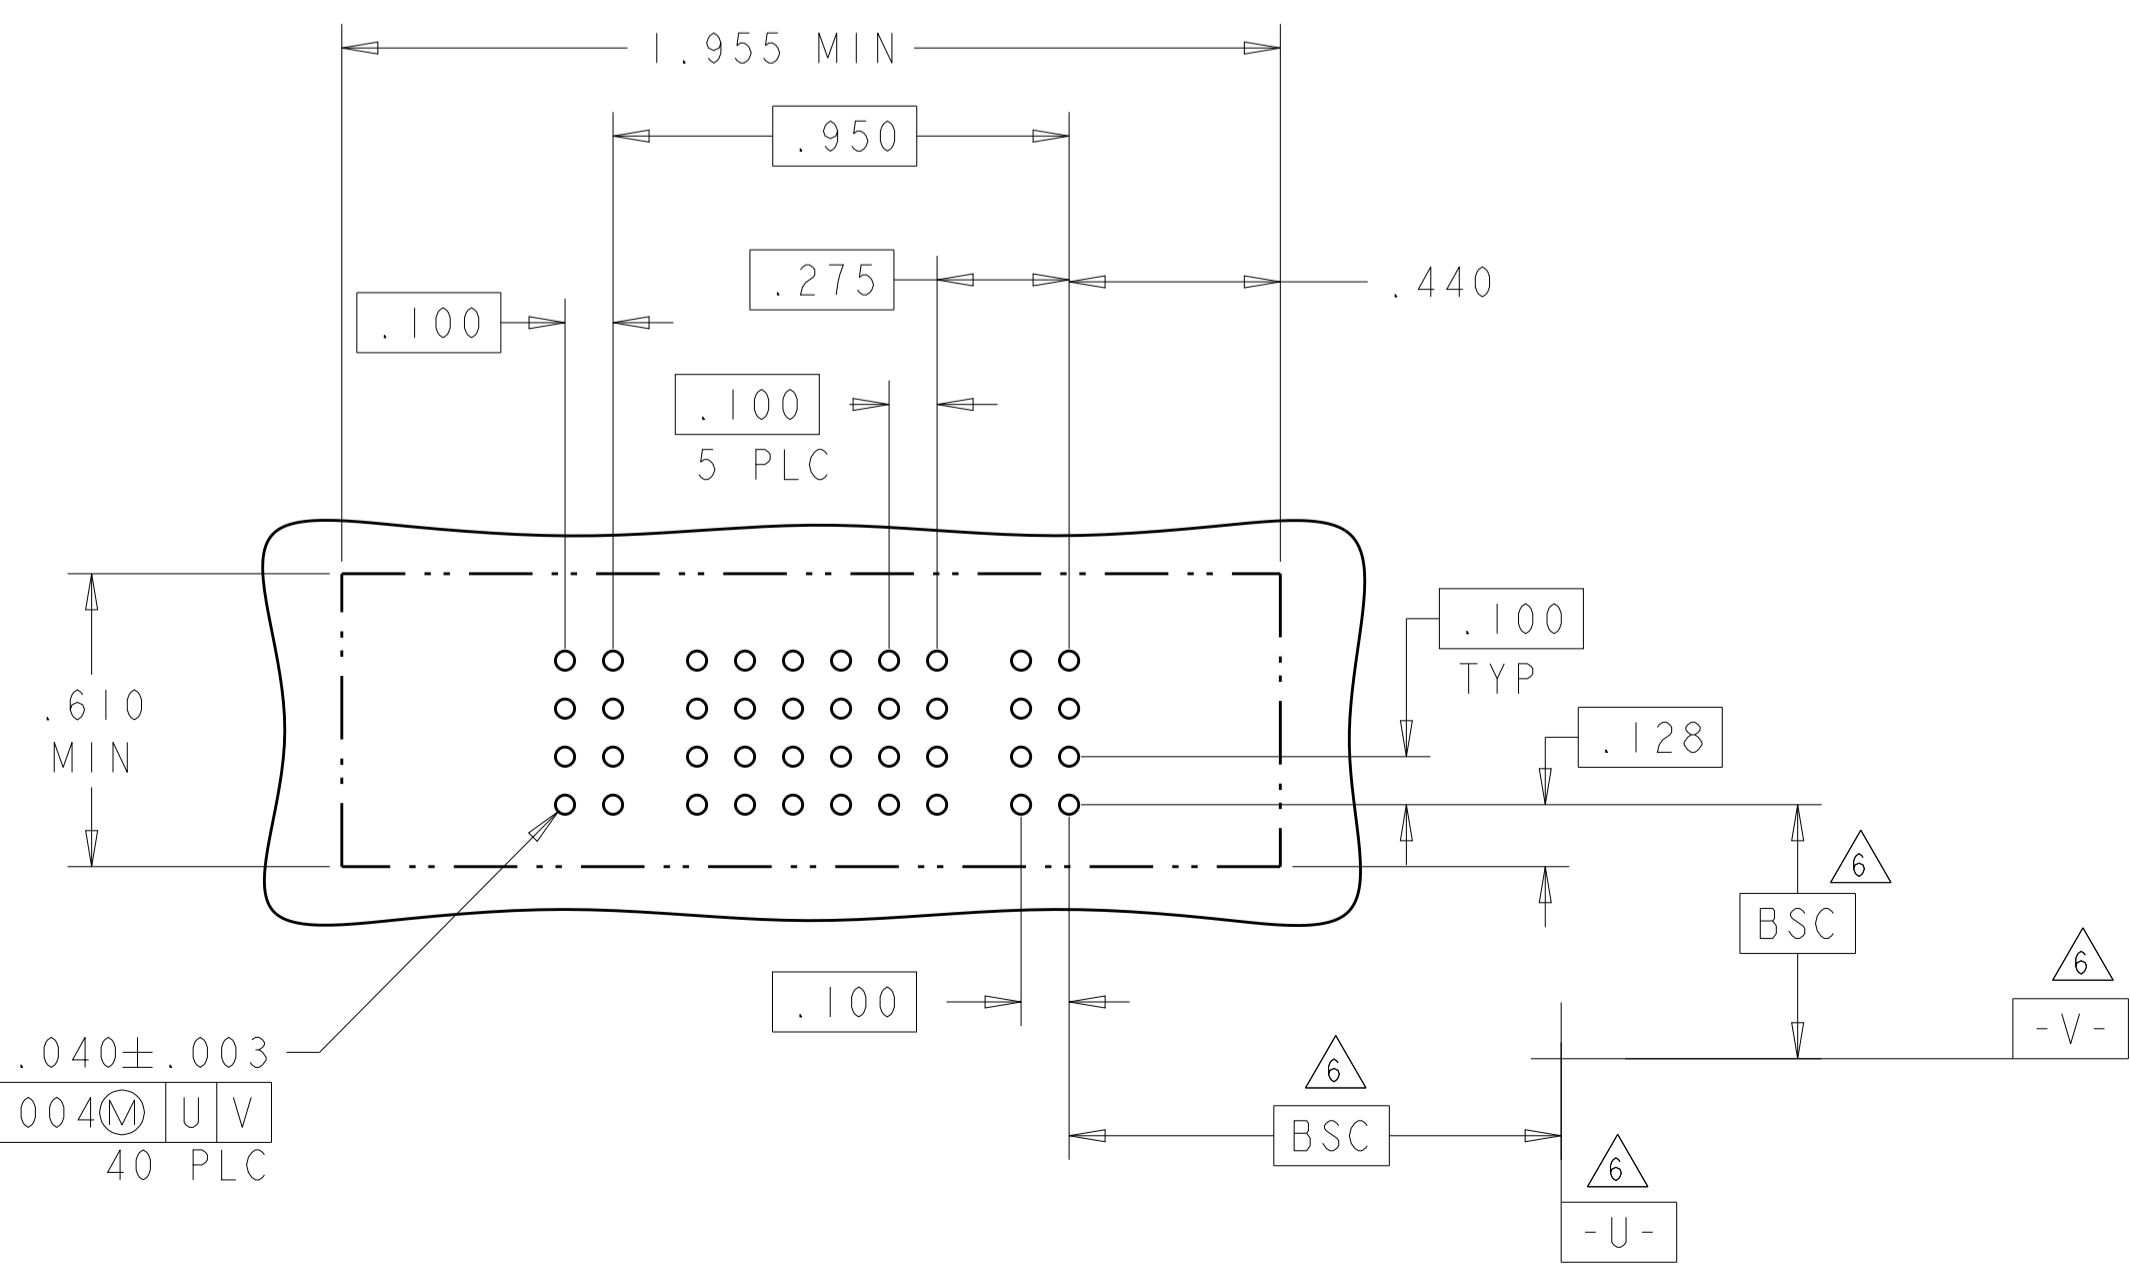 1.955 MIN
.950
.275
.440
.100
.100
5 PLC
.100
TYP
.610
MIN
.128
6
BSC
6
-V-
.100
.040±.003
004Ⓜ U V
40 PLC
6
BSC
6
-U-